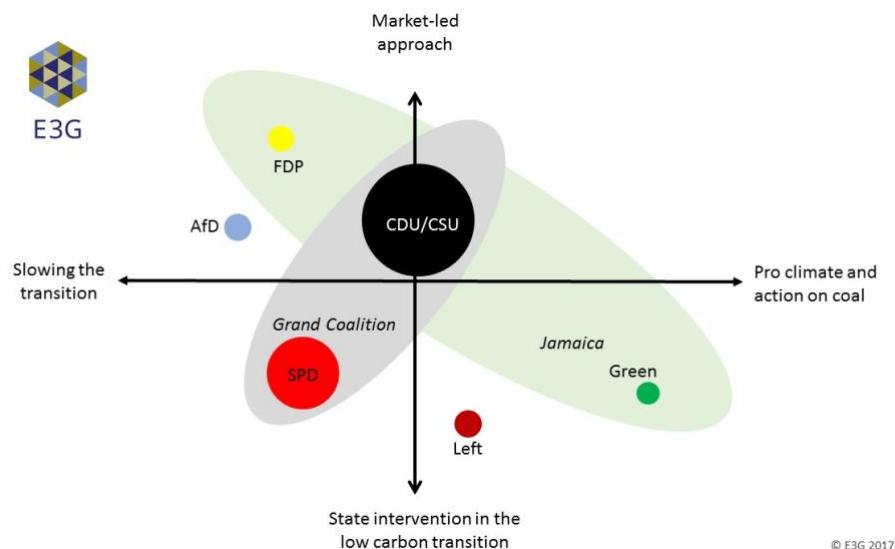 Market-led
approach
E3G
FDP
AfD
CDU/CSU
Slowing the
transition
Pro climate and
action on coal
Grand Coalition
Jamaica
SPD
Green
Left
State intervention in the
low carbon transition
© E3G 2017